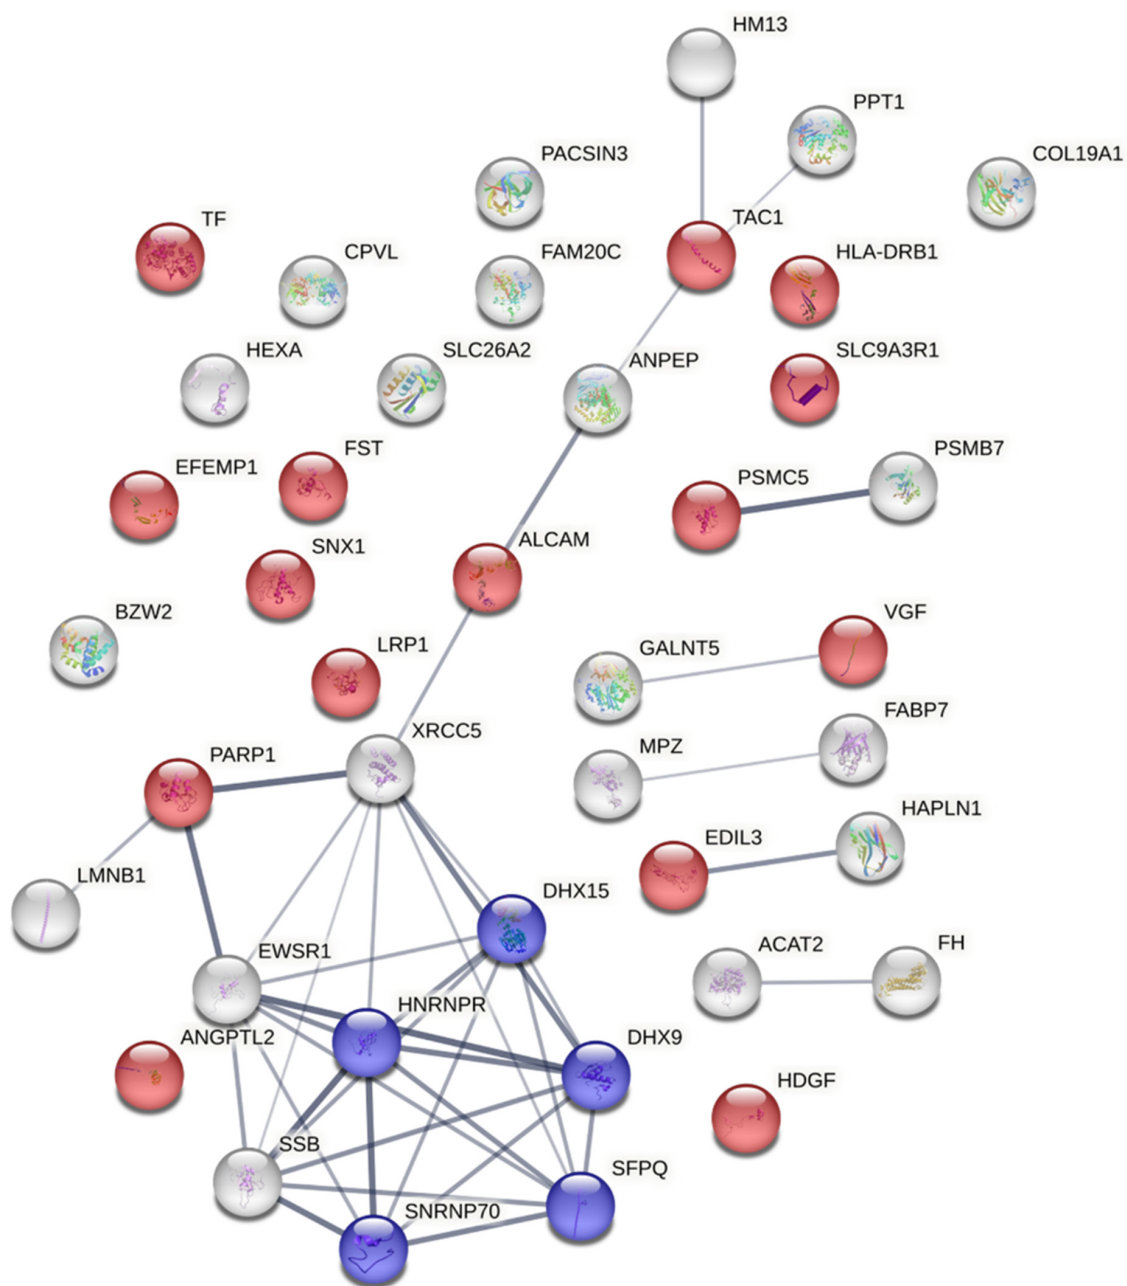 HM13
PPT1
PACSIN3
COL19A1
TF
TAC1
CPVL
FAM20C
HLA-DRB1
HEXA
SLC26A2
ANPEP
SLC9A3R1
FST
PSMB7
EFEMP1
PSMC5
ALCAM
SNX1
BZW2
VGF
LRP1
GALNT5
FABP7
XRCC5
MPZ
PARP1
HAPLN1
EDIL3
LMNB1
DHX15
EWSR1
ACAT2
FH
HNRNPR
ANGPTL2
DHX9
HDGF
SSB
SFPQ
SNRNP70